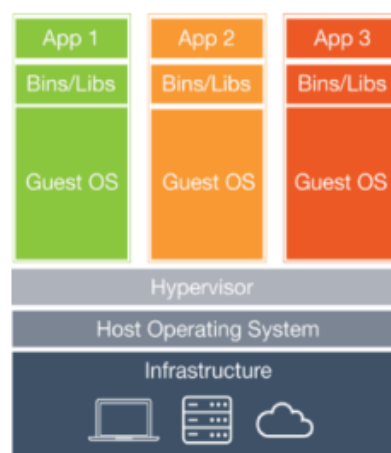 App 1
App 2
App 3
Bins/Libs
Bins/Libs
Bins/Libs
Guest OS
Guest OS
Guest OS
Hypervisor
Host Operating System
Infrastructure